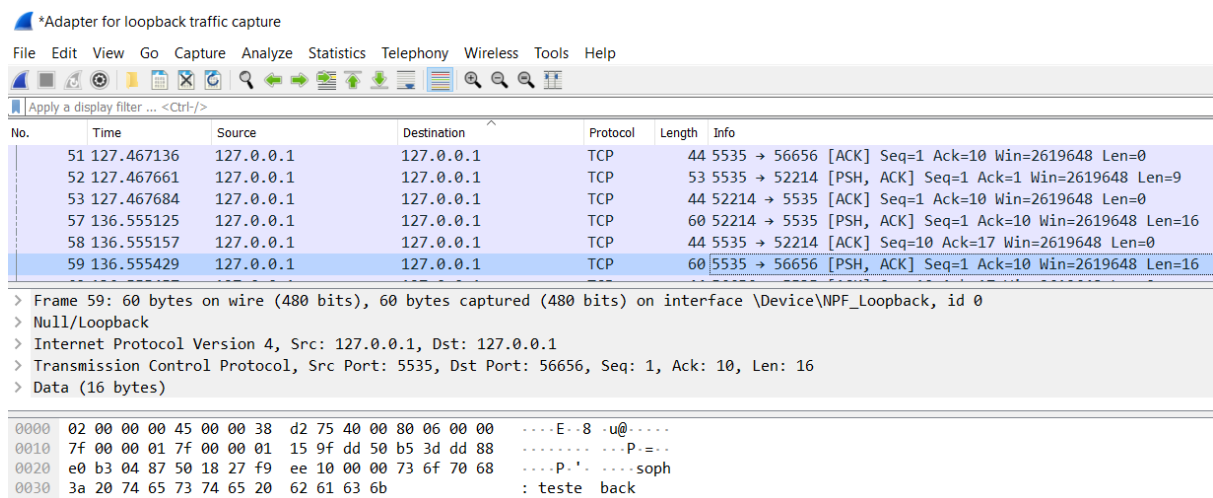 *Adapter for loopback traffic capture
File Edit View Go Capture Analyze Statistics Telephony Wireless Tools Help
Apply a display filter ... <Ctrl-/>
No. Time Source Destination Protocol Length Info
51 127.467136 127.0.0.1 127.0.0.1 TCP 44 5535 → 56656 [ACK] Seq=1 Ack=10 Win=2619648 Len=0
52 127.467661 127.0.0.1 127.0.0.1 TCP 53 5535 → 52214 [PSH, ACK] Seq=1 Ack=1 Win=2619648 Len=9
53 127.467684 127.0.0.1 127.0.0.1 TCP 44 52214 → 5535 [ACK] Seq=1 Ack=10 Win=2619648 Len=0
57 136.555125 127.0.0.1 127.0.0.1 TCP 60 52214 → 5535 [PSH, ACK] Seq=1 Ack=10 Win=2619648 Len=16
58 136.555157 127.0.0.1 127.0.0.1 TCP 44 5535 → 52214 [ACK] Seq=10 Ack=17 Win=2619648 Len=0
59 136.555429 127.0.0.1 127.0.0.1 TCP 60 5535 → 56656 [PSH, ACK] Seq=1 Ack=10 Win=2619648 Len=16
> Frame 59: 60 bytes on wire (480 bits), 60 bytes captured (480 bits) on interface \Device\NPF_Loopback, id 0
> Null/Loopback
> Internet Protocol Version 4, Src: 127.0.0.1, Dst: 127.0.0.1
> Transmission Control Protocol, Src Port: 5535, Dst Port: 56656, Seq: 1, Ack: 10, Len: 16
> Data (16 bytes)
0000 02 00 00 00 45 00 00 38 d2 75 40 00 80 06 00 00 ····E··8 ·u@·····
0010 7f 00 00 01 7f 00 00 01 15 9f dd 50 b5 3d dd 88 ········ ···P·=··
0020 e0 b3 04 87 50 18 27 f9 ee 10 00 00 73 6f 70 68 ····P·'· ····soph
0030 3a 20 74 65 73 74 65 20 62 61 63 6b : teste back